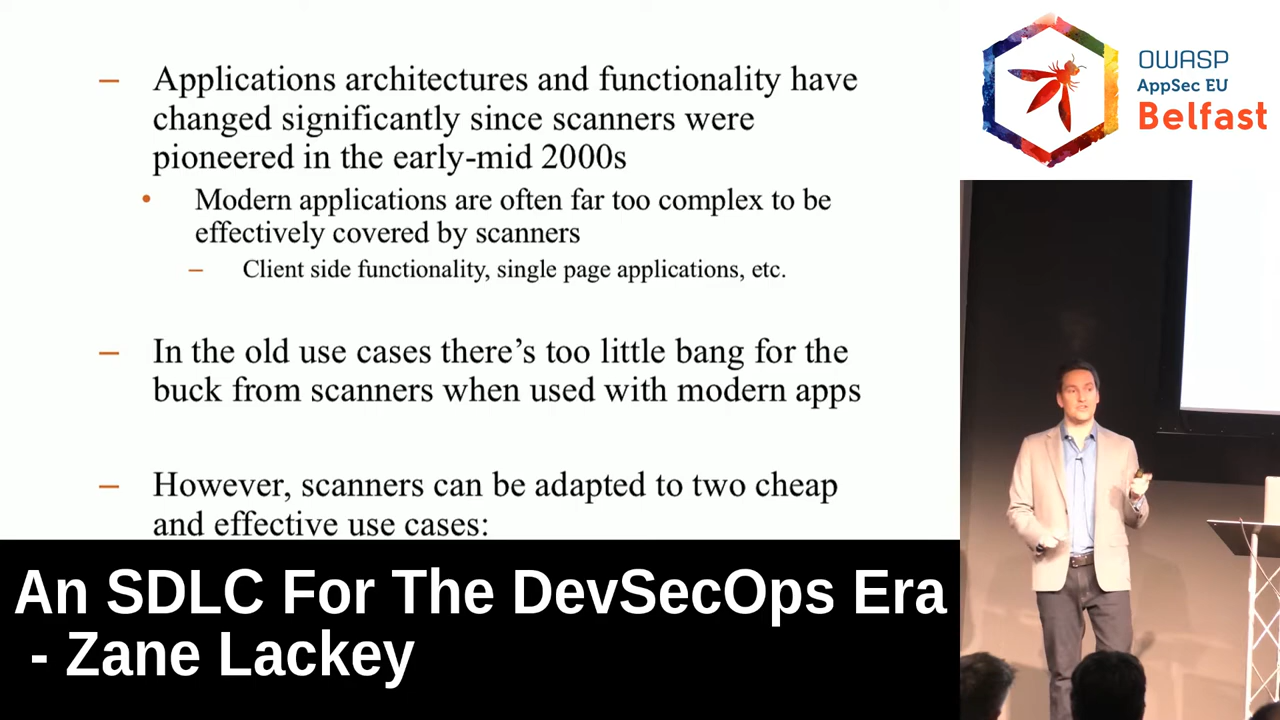 – Applications architectures and functionality have
changed significantly since scanners were
pioneered in the early-mid 2000s
• Modern applications are often far too complex to be
effectively covered by scanners
– Client side functionality, single page applications, etc.
– In the old use cases there’s too little bang for the
buck from scanners when used with modern apps
– However, scanners can be adapted to two cheap
and effective use cases:
An SDLC For The DevSecOps Era
- Zane Lackey
OWASP
AppSec EU
Belfast